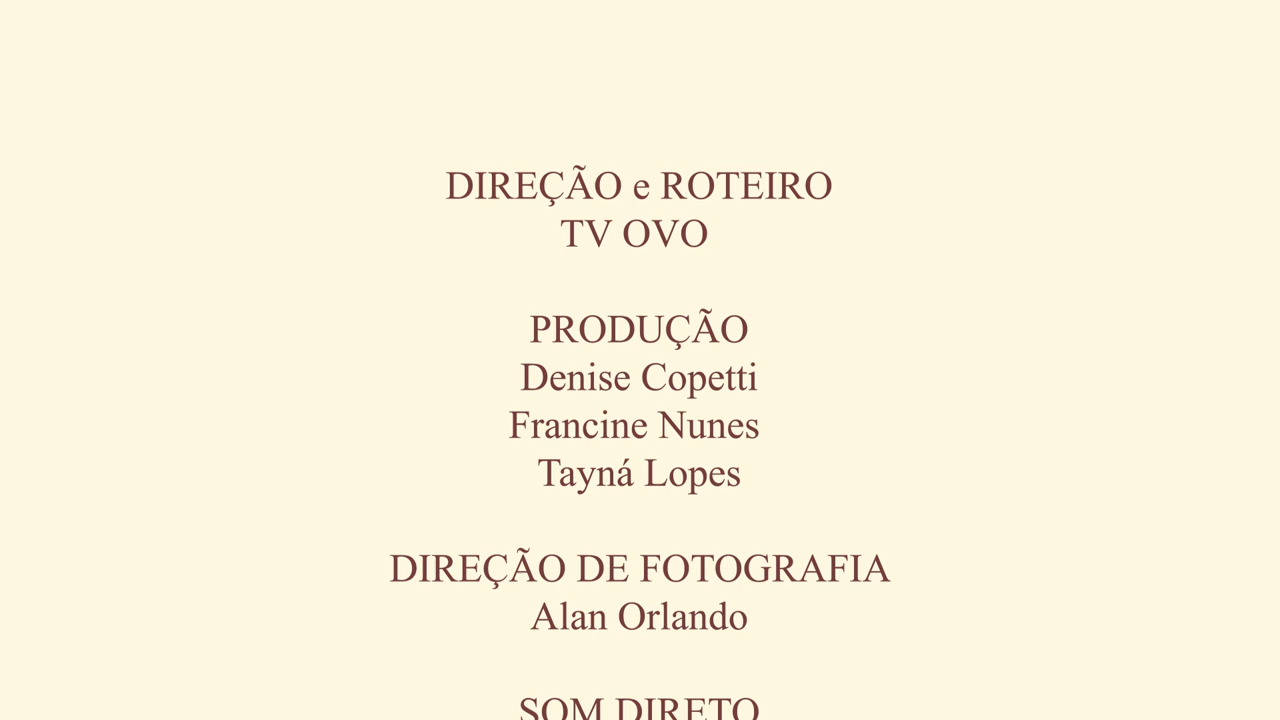 DIREÇÃO e ROTEIRO
TV OVO
PRODUÇÃO
Denise Copetti
Francine Nunes
Tayná Lopes
DIREÇÃO DE FOTOGRAFIA
Alan Orlando
SOM DIRETO